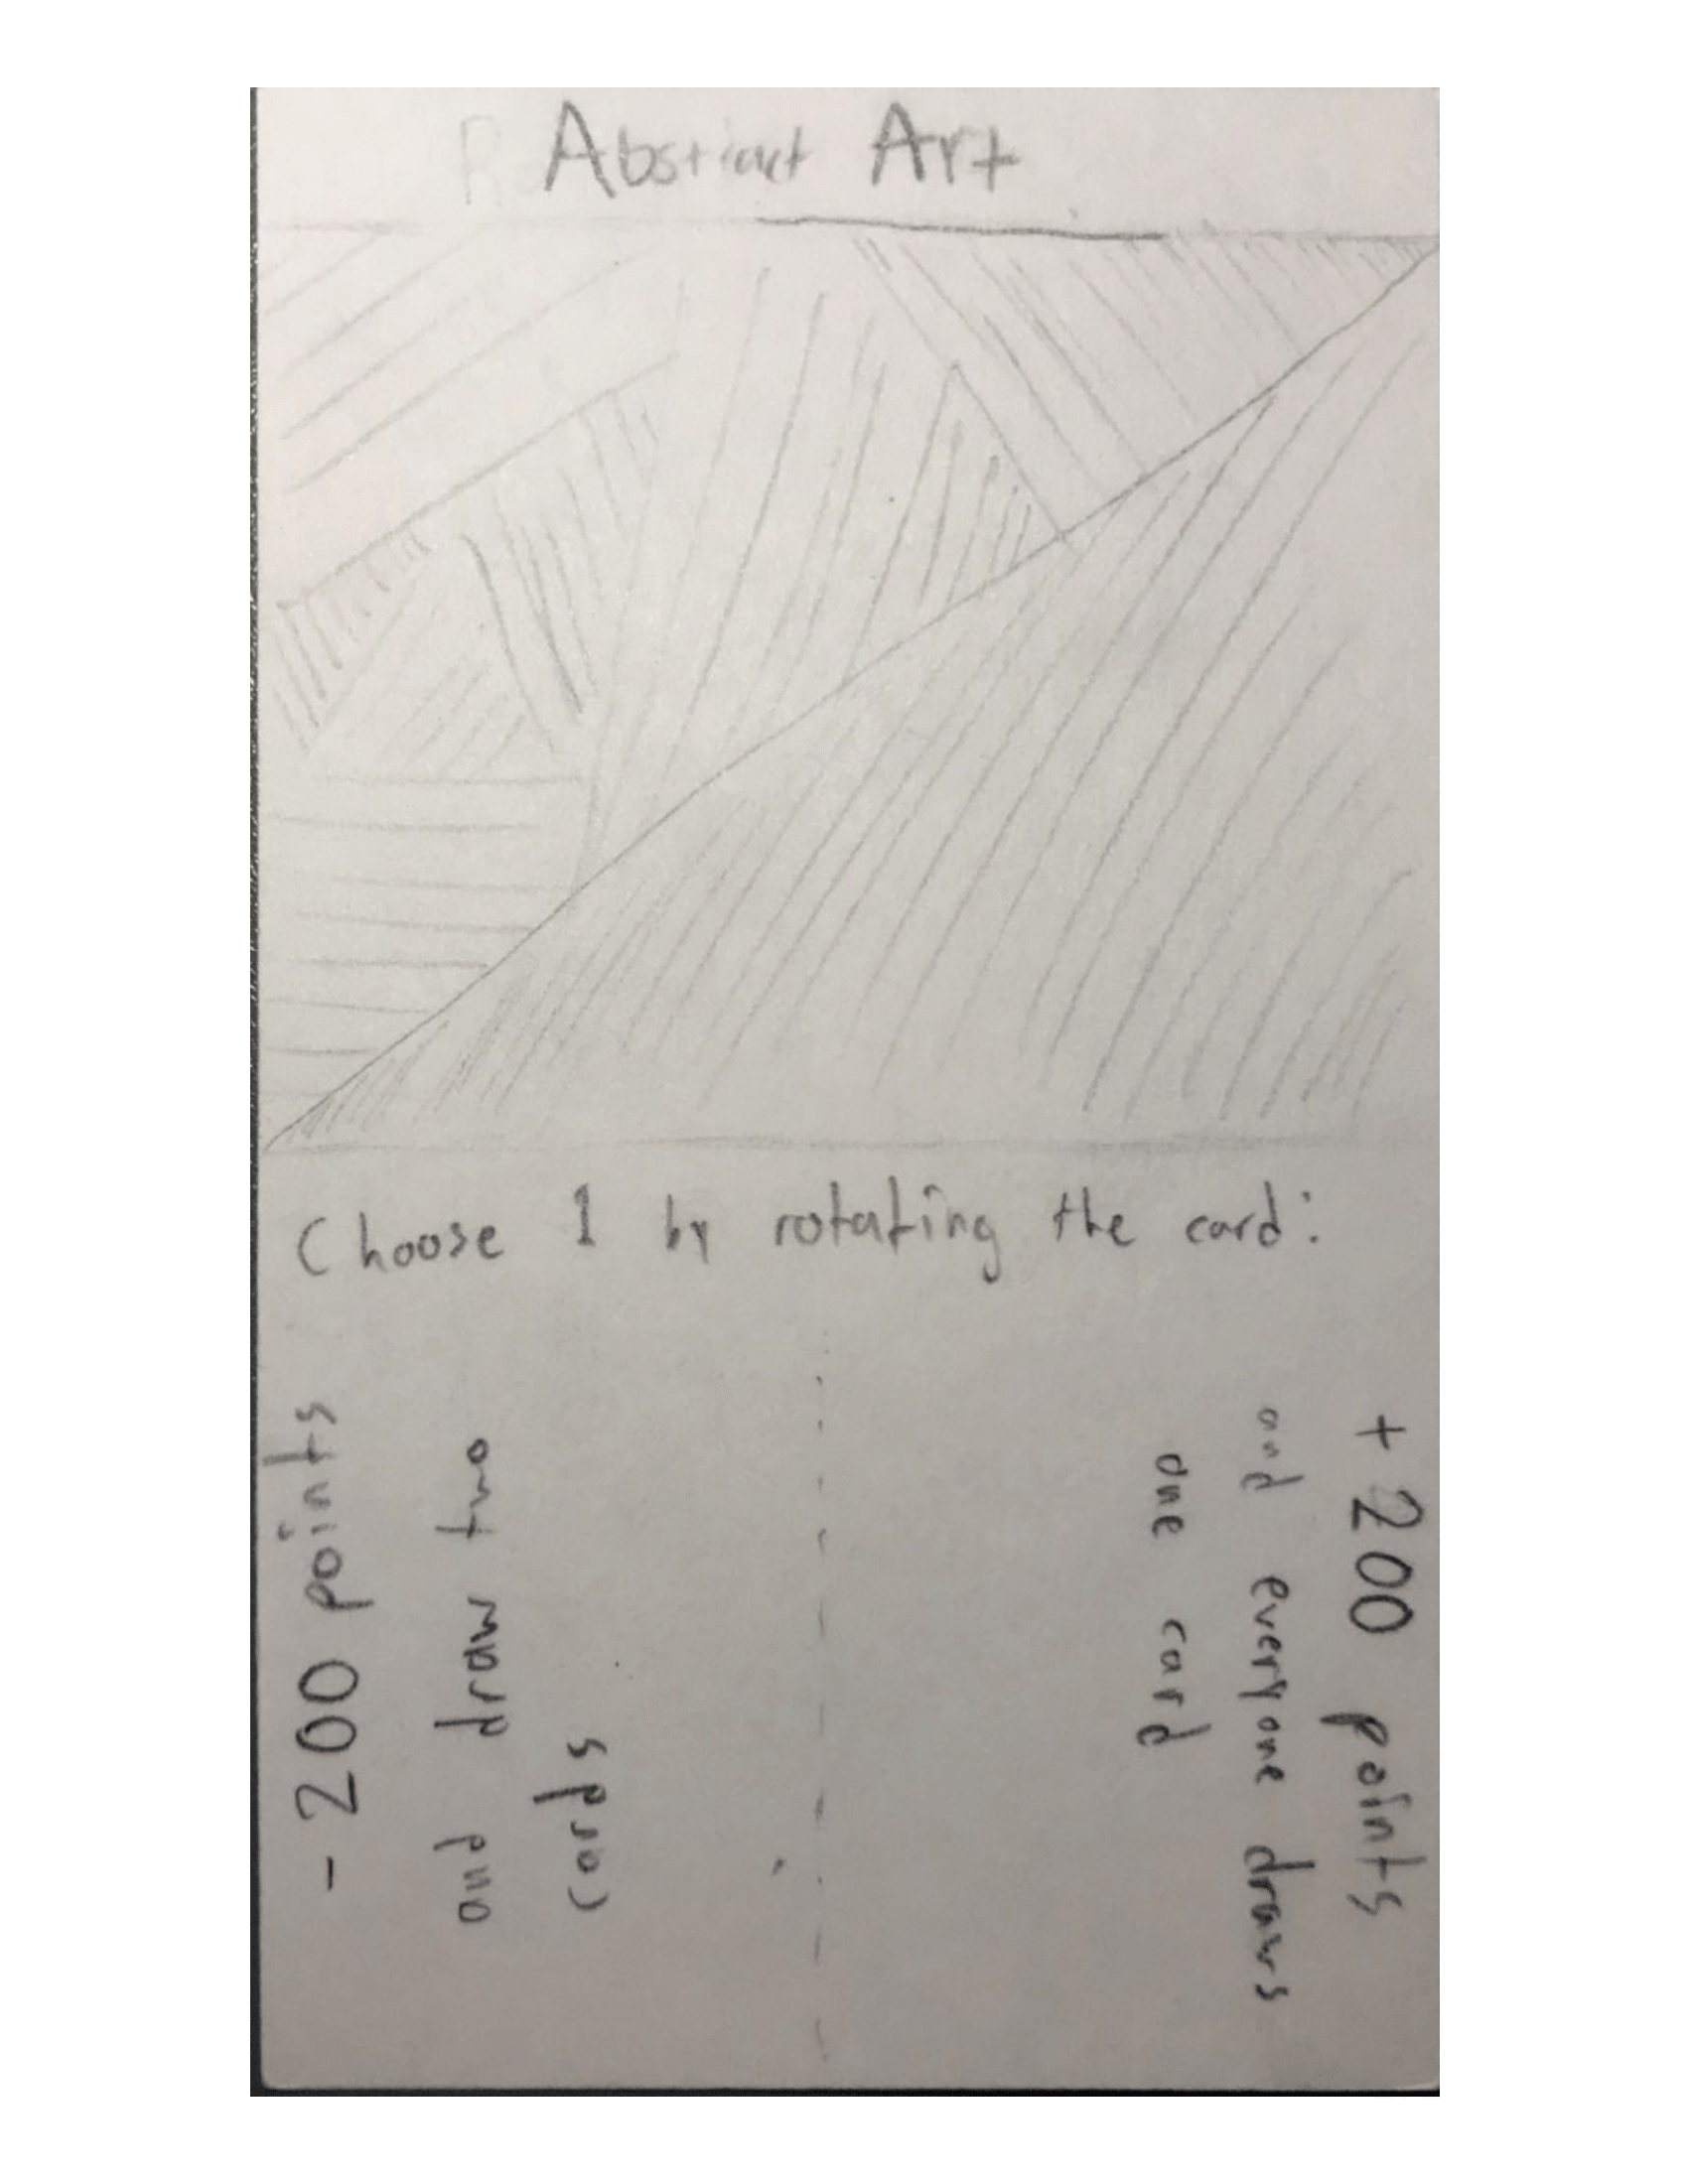 Abstract Art
Choose 1 by rotating the card:
- 200 points
and draw two
cards
+ 200 points
and everyone draws
one card